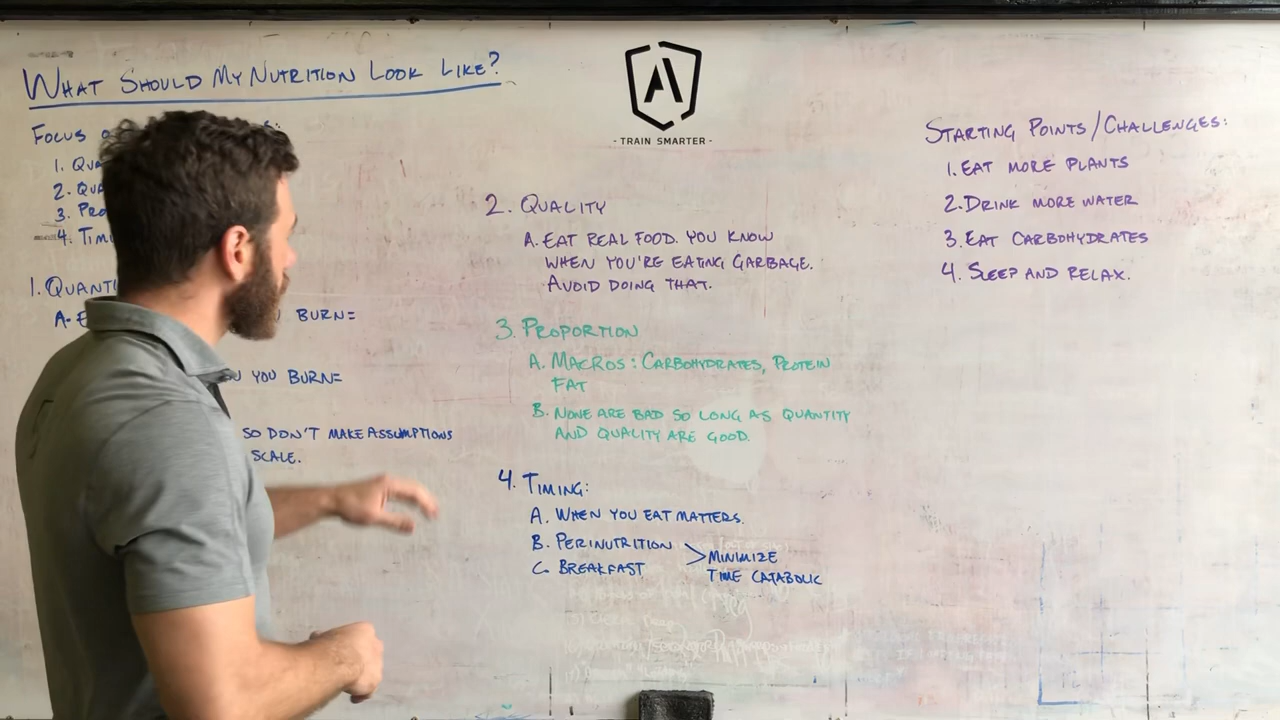 WHAT SHOULD MY NUTRITION LOOK LIKE?
FOCUS
1. QUA
2. QUA
3. PRO
4. TIM
1. QUANTI
A. E
BURN=
YOU BURN=
SO DON'T MAKE ASSUMPTIONS
SCALE.
- TRAIN SMARTER -
2. QUALITY
A. EAT REAL FOOD. YOU KNOW
WHEN YOU'RE EATING GARBAGE.
AVOID DOING THAT.
3. PROPORTION
A. MACROS: CARBOHYDRATES, PROTEIN
FAT
B. NONE ARE BAD SO LONG AS QUANTITY
AND QUALITY ARE GOOD.
4. TIMING:
A. WHEN YOU EAT MATTERS.
B. PERINUTRITION
C. BREAKFAST
> MINIMIZE
TIME CATABOLIC
STARTING POINTS/CHALLENGES:
1. EAT MORE PLANTS
2. DRINK MORE WATER
3. EAT CARBOHYDRATES
4. SLEEP AND RELAX.